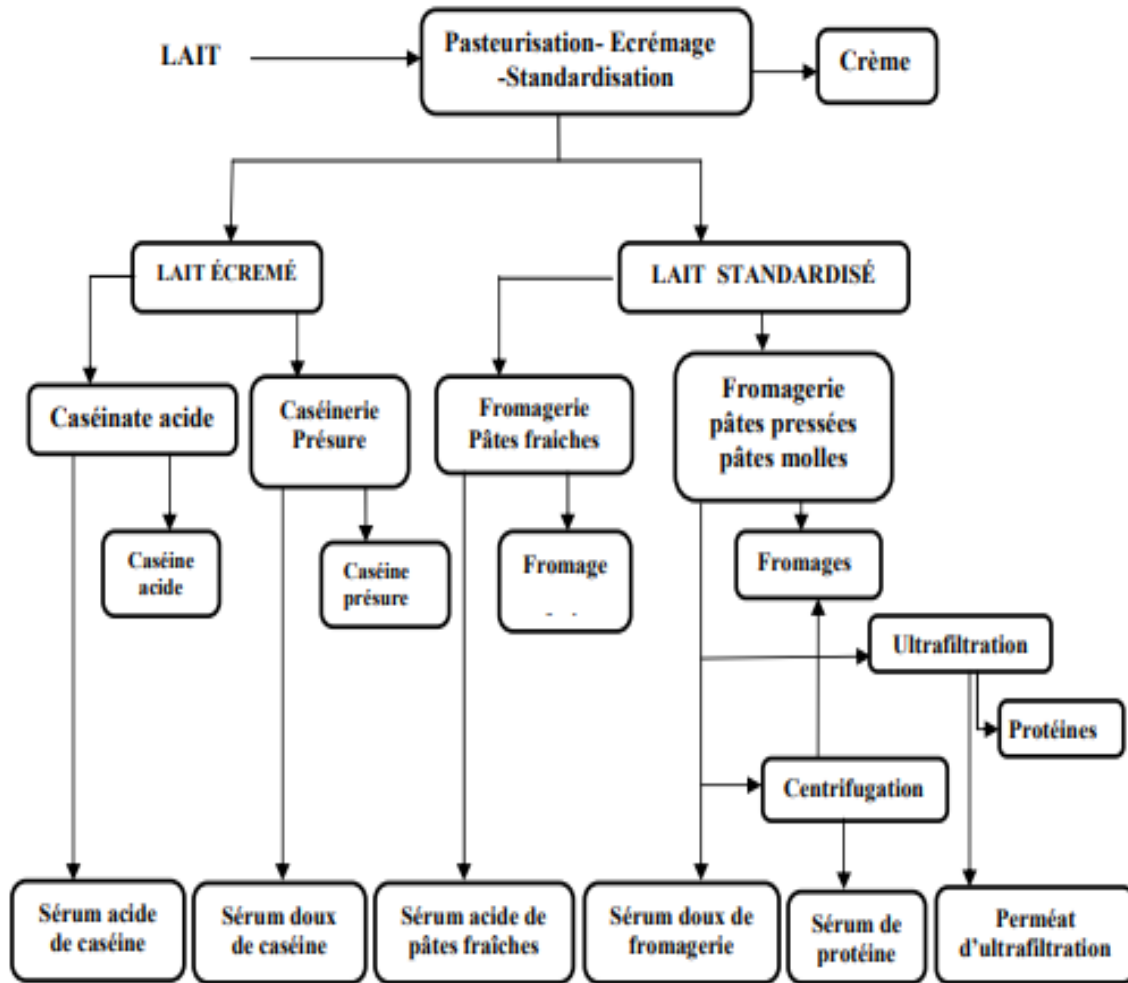 LAIT
Pasteurisation- Ecrémage
-Standardisation
Crème
LAIT ÉCREMÉ
LAIT STANDARDISÉ
Caséinate acide
Caséinerie
Présure
Fromagerie
Pâtes fraiches
Fromagerie
pâtes pressées
pâtes molles
Caséine
acide
Caséine
présure
Fromage
Fromages
Ultrafiltration
Protéines
Centrifugation
Sérum acide
de caséine
Sérum doux
de caséine
Sérum acide de
pâtes fraîches
Sérum doux de
fromagerie
Sérum de
protéine
Perméat
d'ultrafiltration